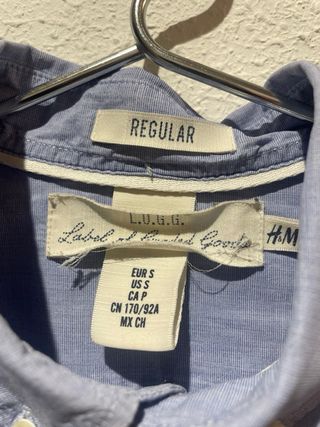 REGULAR
L.O.G.G.
Label of Graded Goods
H&M
EUR S
US S
CA P
CN 170/92A
MX CH